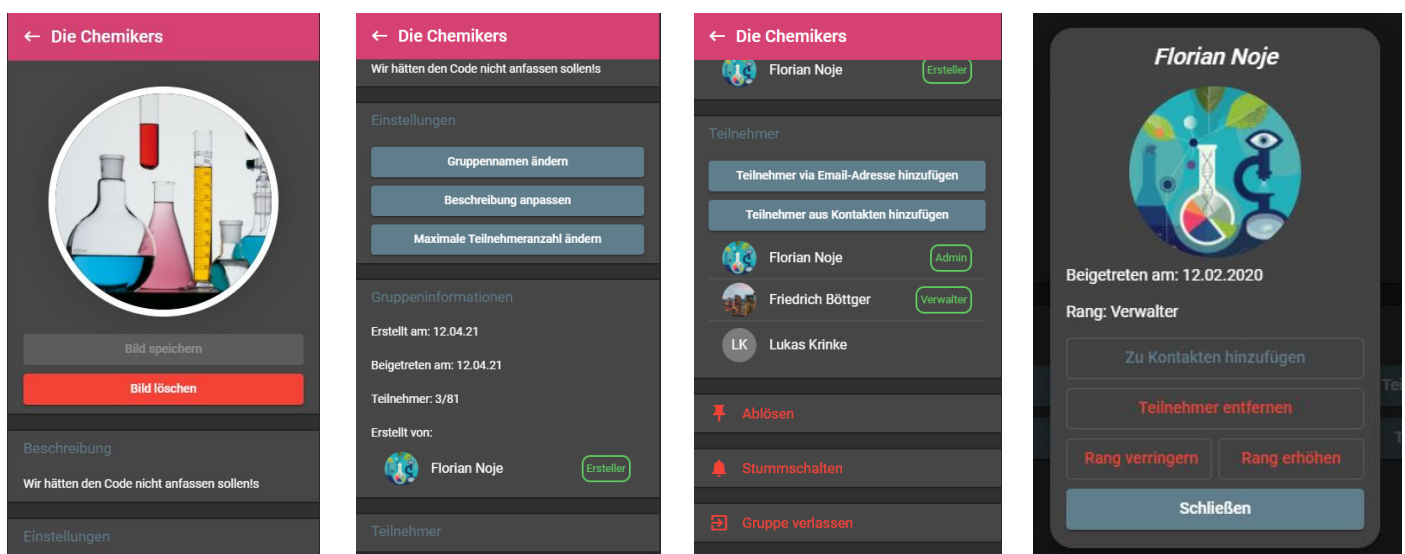 ← Die Chemikers
Bild speichern
Bild löschen
Beschreibung
Wir hätten den Code nicht anfassen sollen!s
Einstellungen
← Die Chemikers
Wir hätten den Code nicht anfassen sollen!s
Einstellungen
Gruppennamen ändern
Beschreibung anpassen
Maximale Teilnehmeranzahl ändern
Gruppeninformationen
Erstellt am: 12.04.21
Beigetreten am: 12.04.21
Teilnehmer: 3/81
Erstellt von:
Florian Noje Ersteller
Teilnehmer
← Die Chemikers
Florian Noje Ersteller
Teilnehmer
Teilnehmer via Email-Adresse hinzufügen
Teilnehmer aus Kontakten hinzufügen
Florian Noje Admin
Friedrich Böttger Verwalter
LK Lukas Krinke
Ablösen
Stummschalten
Gruppe verlassen
Florian Noje
Beigetreten am: 12.02.2020
Rang: Verwalter
Zu Kontakten hinzufügen
Teilnehmer entfernen
Rang verringern Rang erhöhen
Schließen